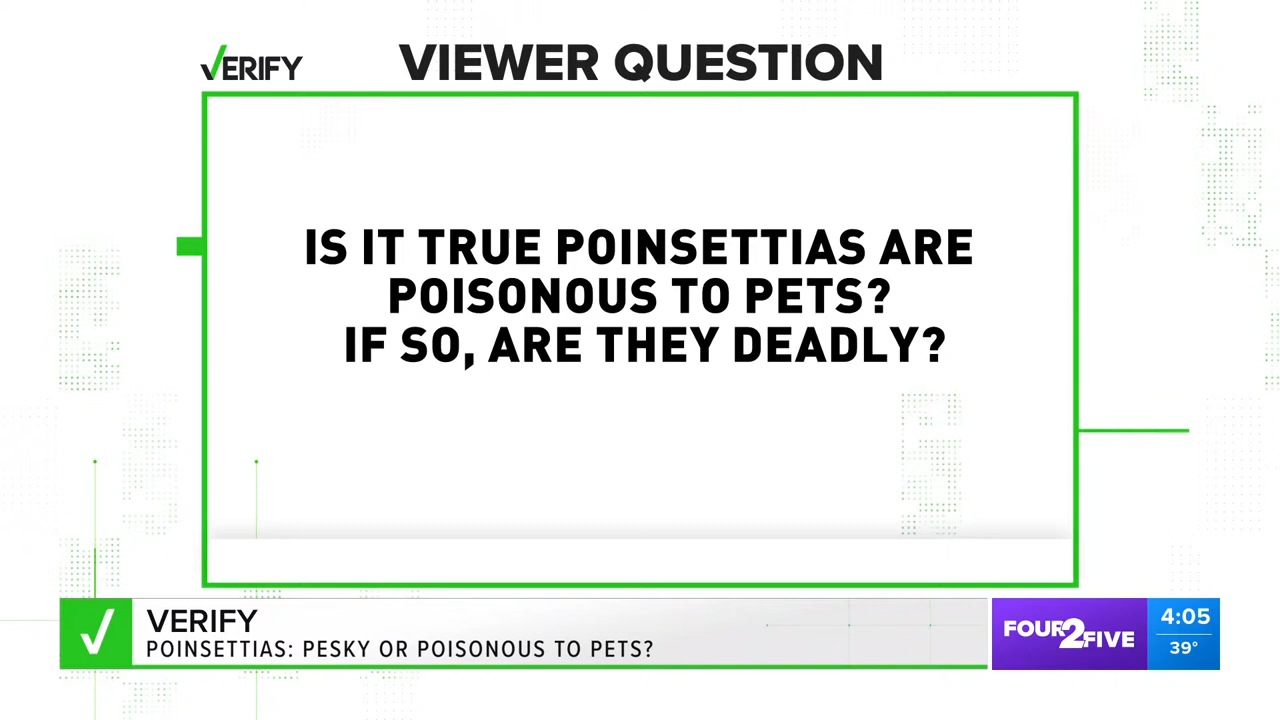 VERIFY
VIEWER QUESTION
IS IT TRUE POINSETTIAS ARE
POISONOUS TO PETS?
IF SO, ARE THEY DEADLY?
VERIFY
POINSETTIAS: PESKY OR POISONOUS TO PETS?
FOUR2FIVE
4:05
39°